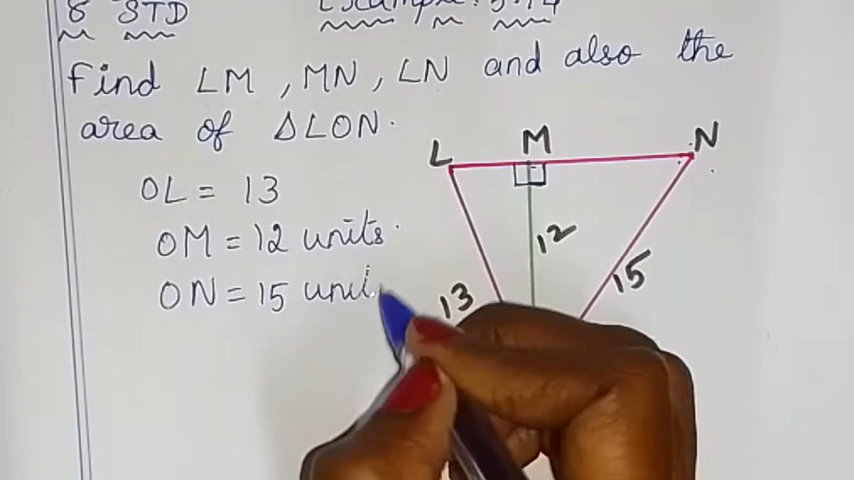 8 STD
Find LM, MN, LN and also the
area of ΔLON.
L
M
N
OL = 13
OM = 12 units.
12
ON = 15 uni
15
13